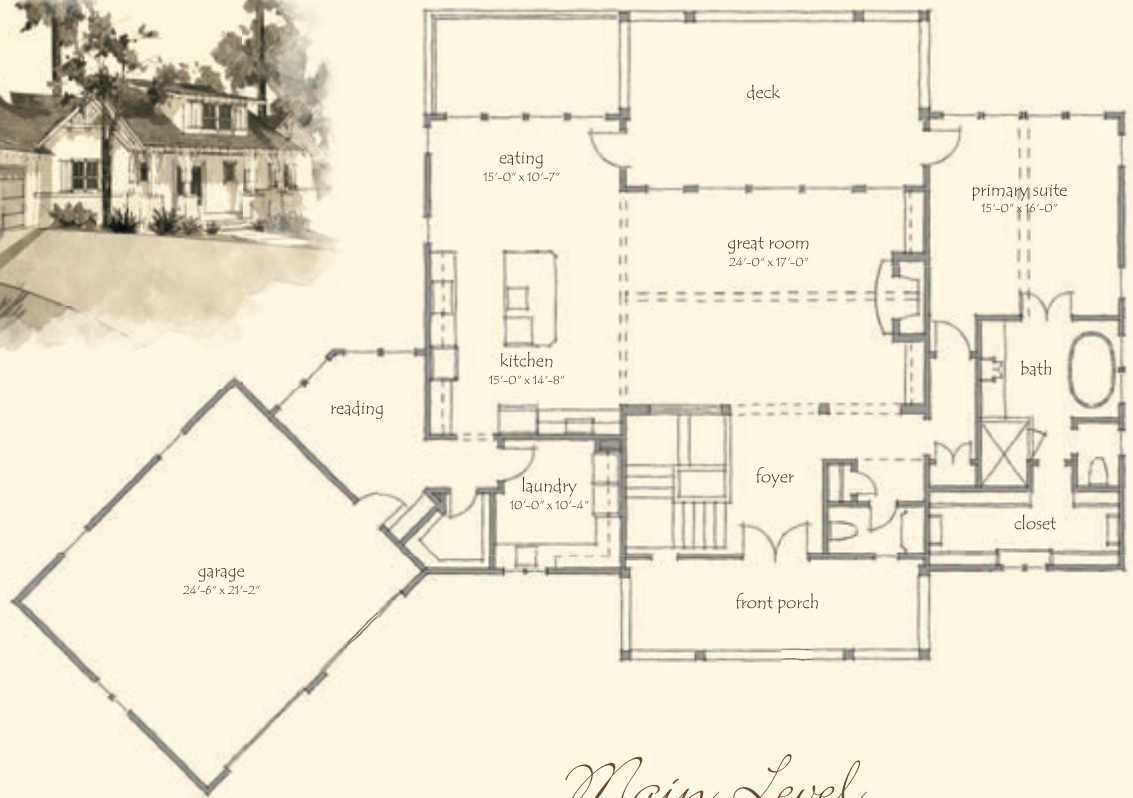 deck
eating
15'-0" x 10'-7"
primary suite
15'-0" x 16'-0"
great room
24'-0" x 17'-0"
kitchen
15'-0" x 14'-8"
bath
reading
foyer
laundry
10'-0" x 10'-4"
closet
garage
24'-6" x 21'-2"
front porch
Main Level